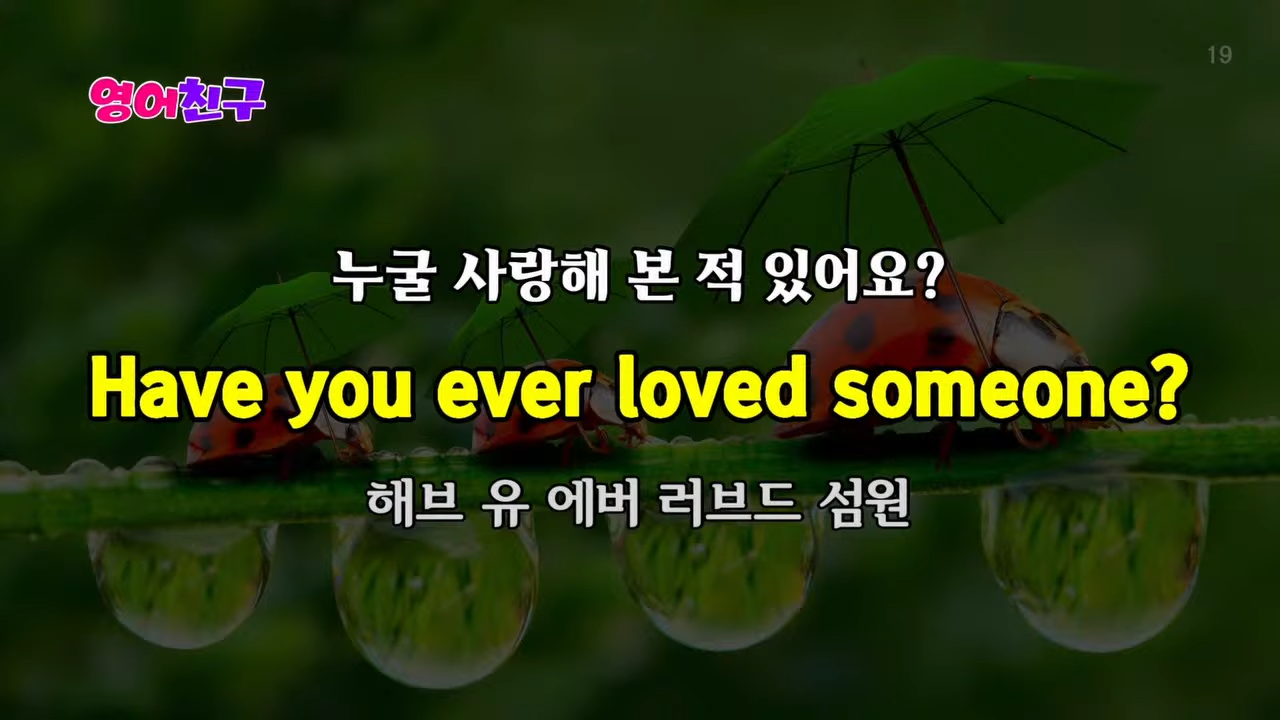 19
영어친구
누굴 사랑해 본 적 있어요?
Have you ever loved someone?
해브 유 에버 러브드 섬원